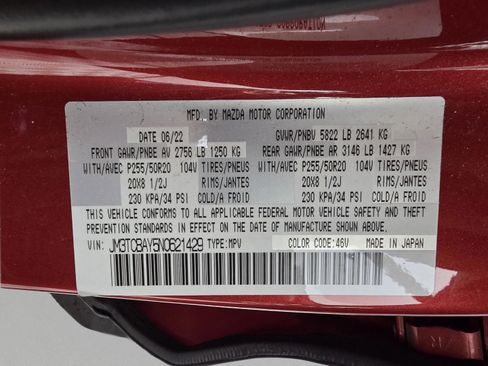 MFD. BY MAZDA MOTOR CORPORATION
DATE 06/22 GVWR/PNBV 5822 LB 2641 KG
FRONT GAWR/PNBE AV 2756 LB 1250 KG REAR GAWR/PNBE AR 3146 LB 1427 KG
WITH/AVEC P255/50R20 104V TIRES/PNEUS WITH/AVEC P255/50R20 104V TIRES/PNEUS
20X8 1/2J RIMS/JANTES 20X8 1/2J RIMS/JANTES
230 KPA/34 PSI COLD/A FROID 230 KPA/34 PSI COLD/A FROID
THIS VEHICLE CONFORMS TO ALL APPLICABLE FEDERAL MOTOR VEHICLE SAFETY AND THEFT
PREVENTION STANDARDS IN EFFECT ON THE DATE OF MANUFACTURE SHOWN ABOVE.
VIN: JM3TCBAY5N0621429 TYPE:MPV COLOR CODE:46V MADE IN JAPAN